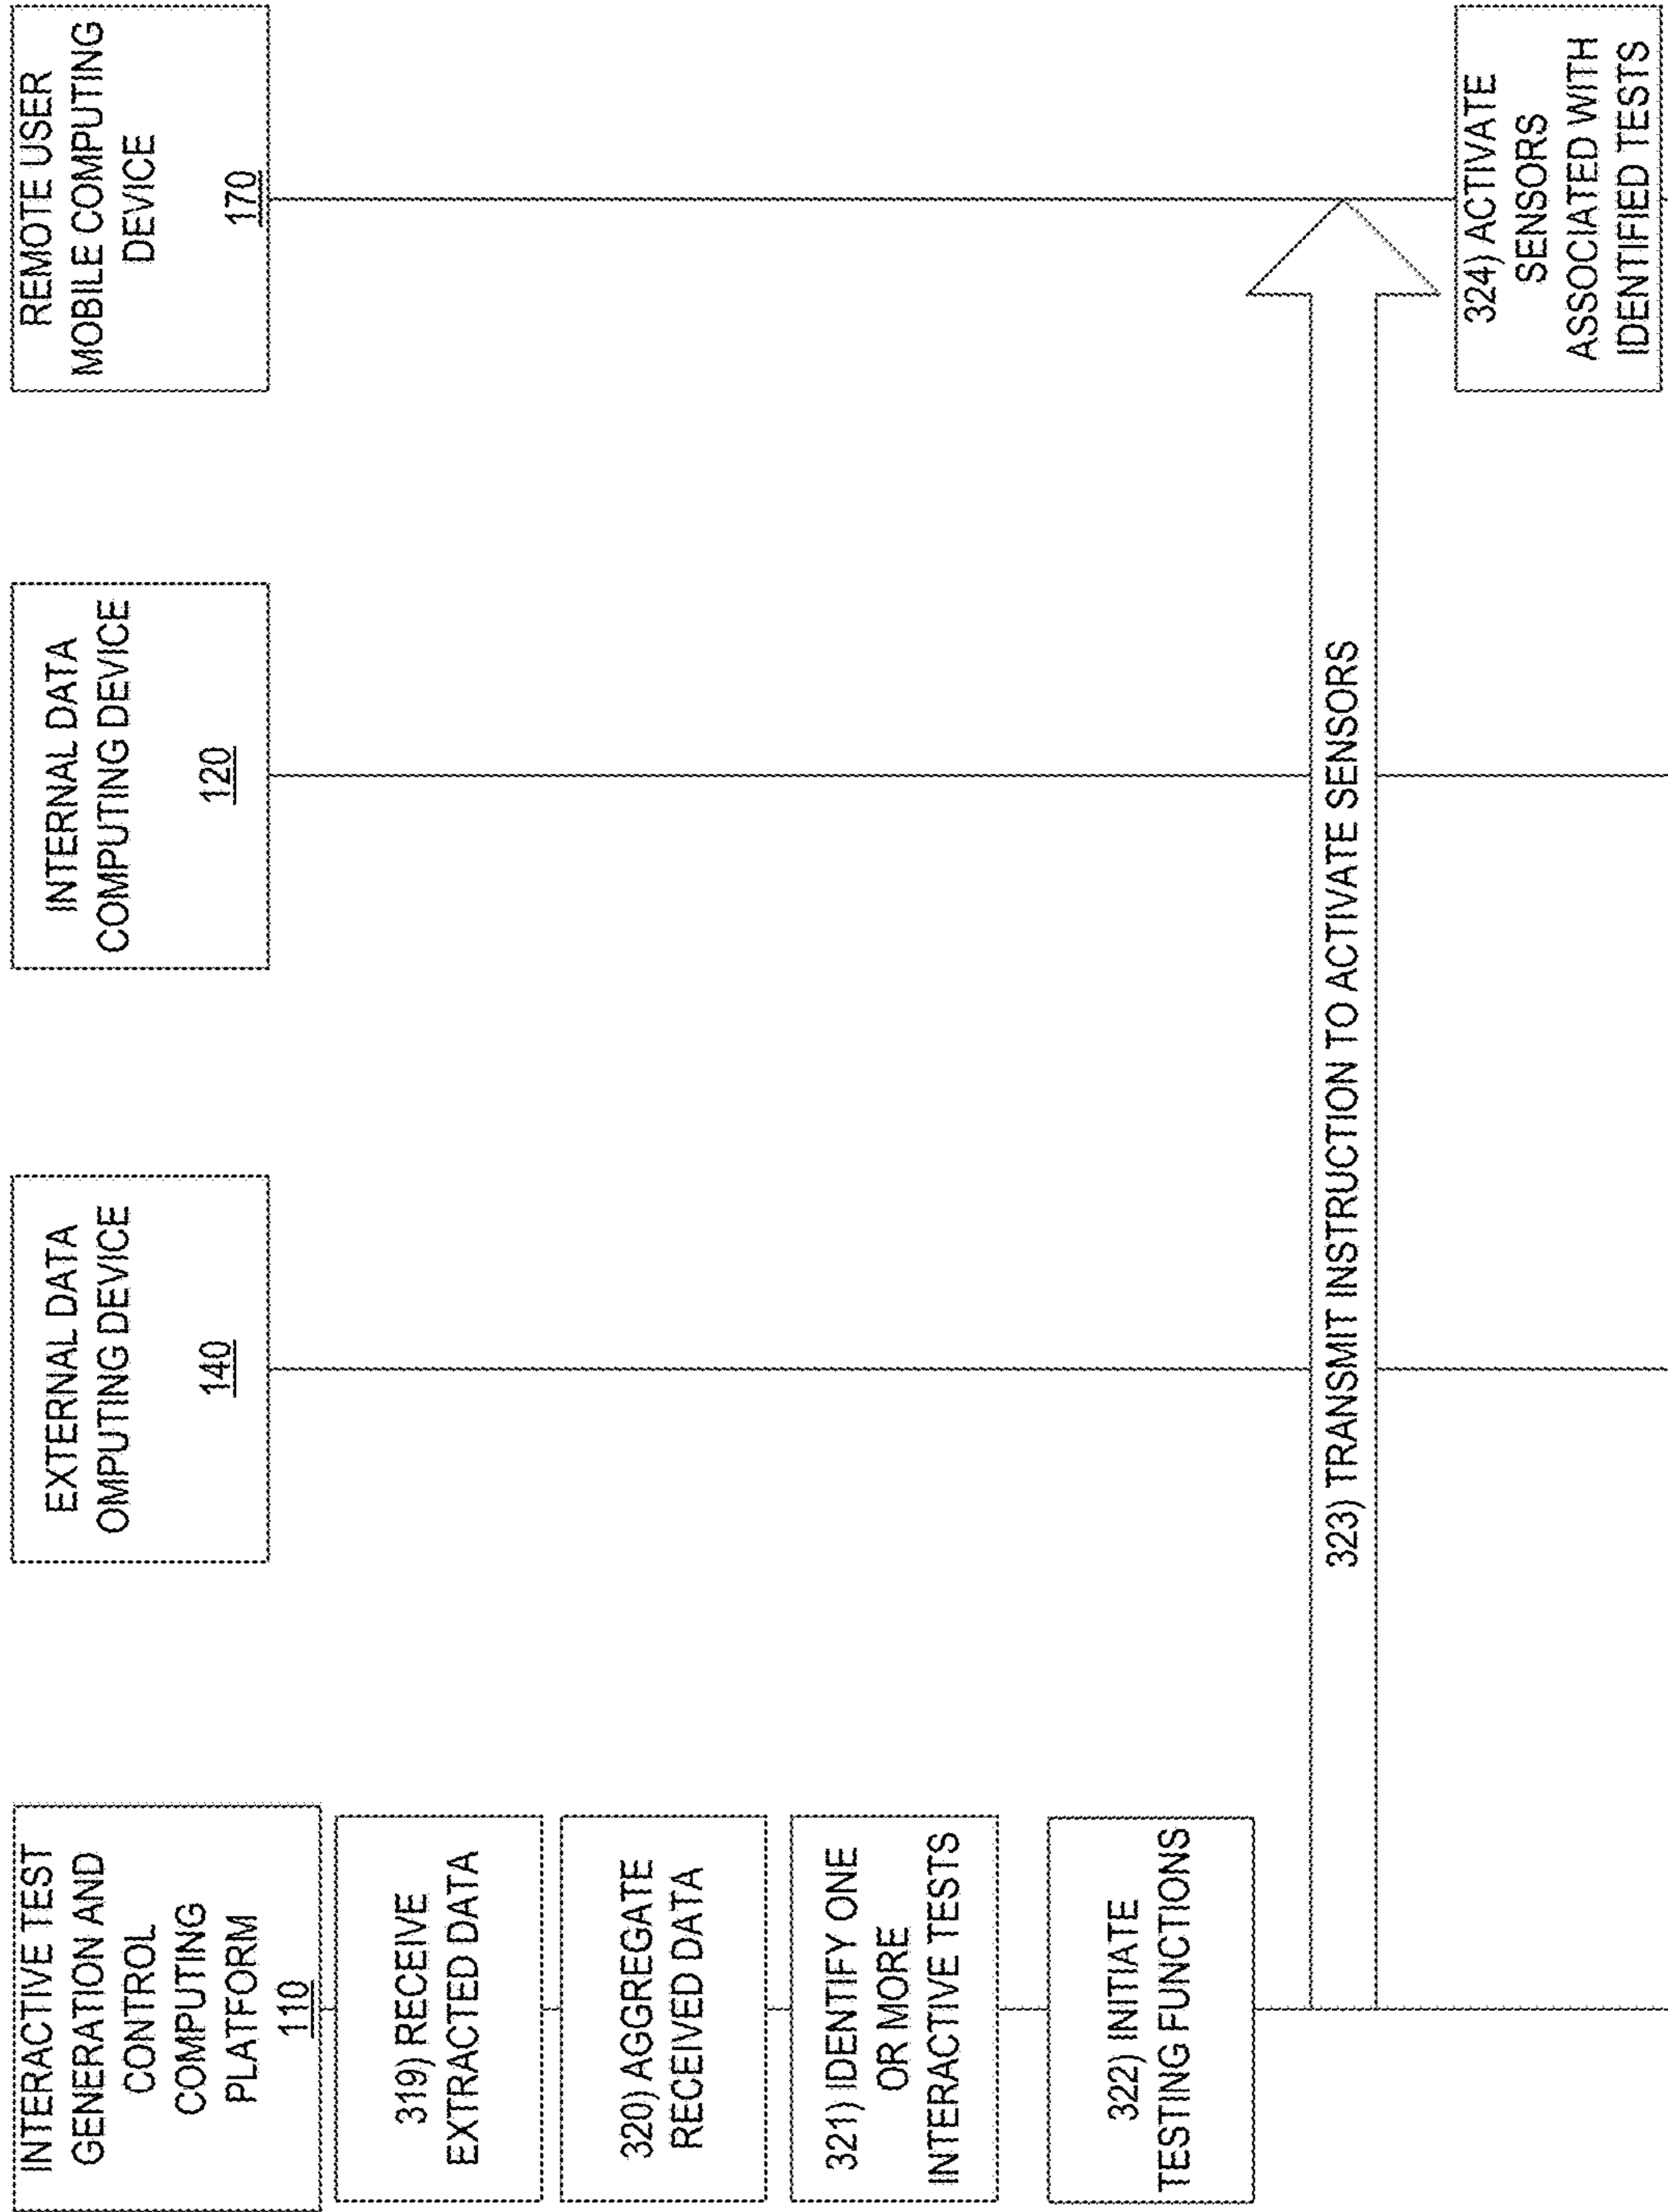 INTERACTIVE TEST
GENERATION AND
CONTROL
COMPUTING
PLATFORM
110
EXTERNAL DATA
OMPUTING DEVICE
140
INTERNAL DATA
COMPUTING DEVICE
120
REMOTE USER
MOBILE COMPUTING
DEVICE
170
319) RECEIVE
EXTRACTED DATA
320) AGGREGATE
RECEIVED DATA
321) IDENTIFY ONE
OR MORE
INTERACTIVE TESTS
322) INITIATE
TESTING FUNCTIONS
323) TRANSMIT INSTRUCTION TO ACTIVATE SENSORS
324) ACTIVATE
SENSORS
ASSOCIATED WITH
IDENTIFIED TESTS